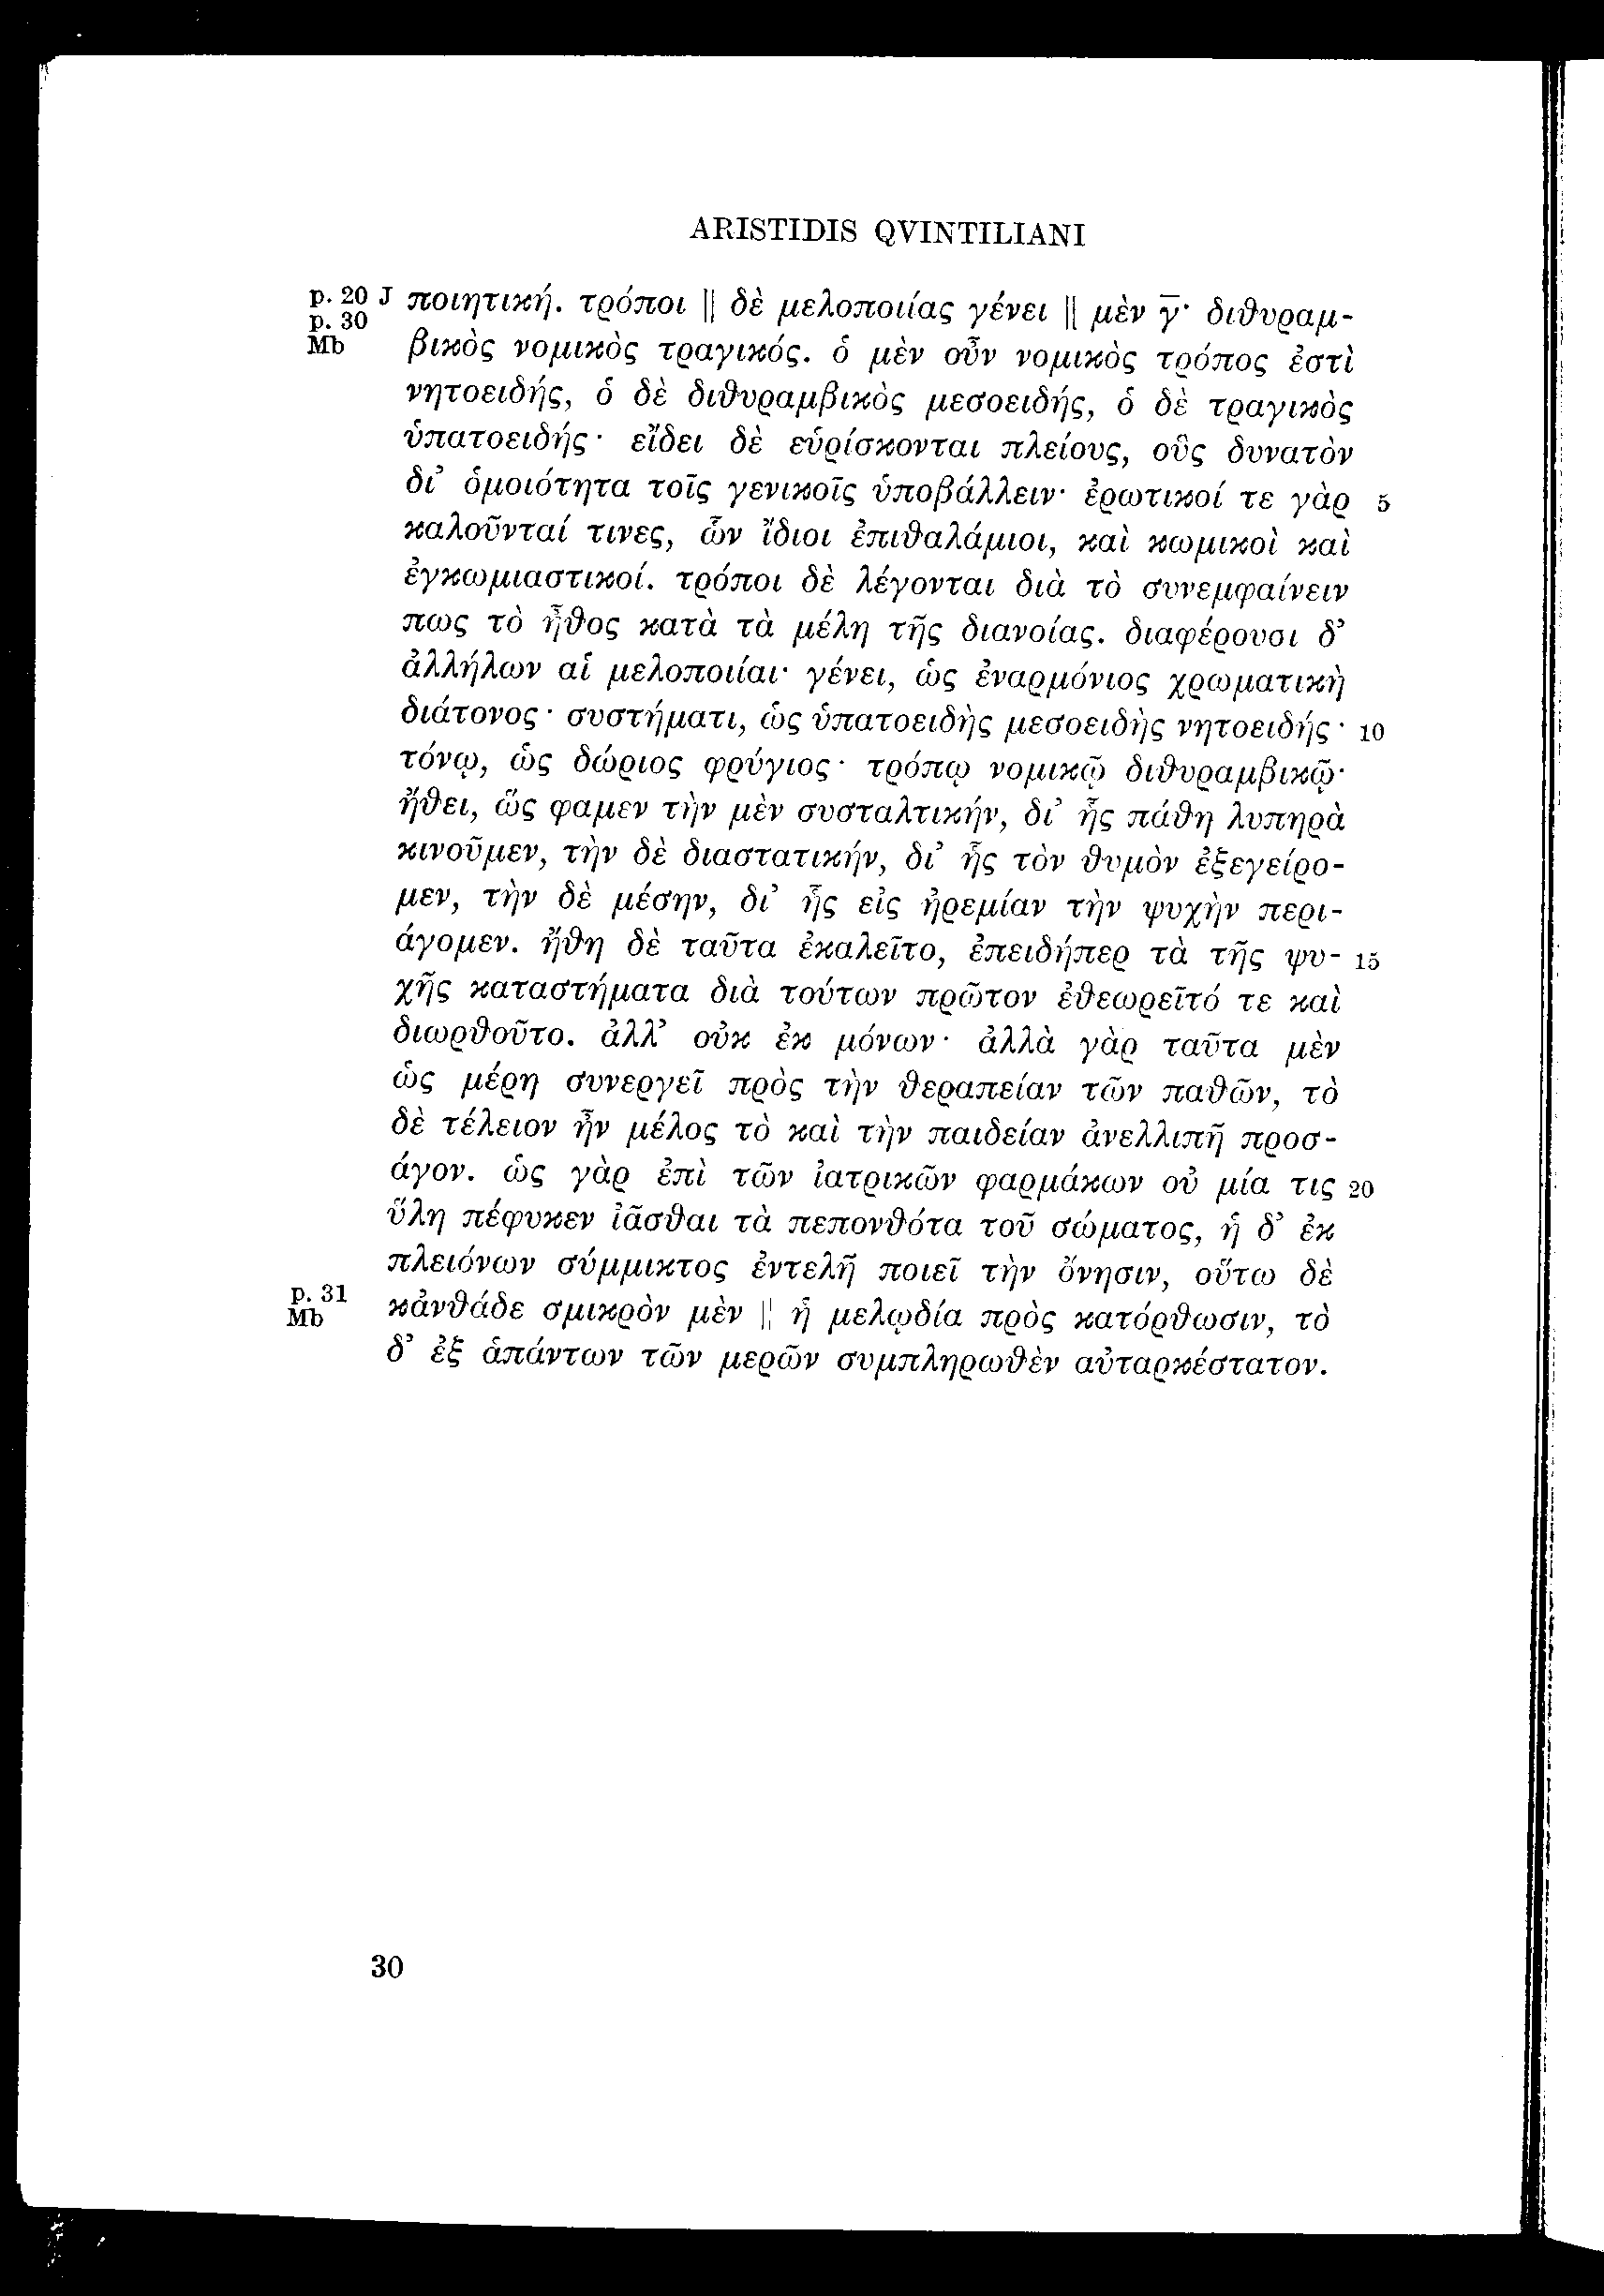 ARISTIDIS QVINTILIANI
p. 20 J ποιητική. τρόποι || δὲ μελοποιίας γένει || μὲν γ̅· διθυραμ-
p. 30
Mb βικὸς νομικὸς τραγικός. ὁ μὲν οὖν νομικὸς τρόπος ἐστὶ
νητοειδής, ὁ δὲ διθυραμβικὸς μεσοειδής, ὁ δὲ τραγικὸς
ὑπατοειδής· εἴδει δὲ εὑρίσκονται πλείους, οὓς δυνατὸν
δι’ ὁμοιότητα τοῖς γενικοῖς ὑποβάλλειν· ἐρωτικοί τε γὰρ 5
καλοῦνταί τινες, ὧν ἴδιοι ἐπιθαλάμιοι, καὶ κωμικοὶ καὶ
ἐγκωμιαστικοί. τρόποι δὲ λέγονται διὰ τὸ συνεμφαίνειν
πως τὸ ἦθος κατὰ τὰ μέλη τῆς διανοίας. διαφέρουσι δ’
ἀλλήλων αἱ μελοποιίαι· γένει, ὡς ἐναρμόνιος χρωματικὴ
διάτονος· συστήματι, ὡς ὑπατοειδὴς μεσοειδὴς νητοειδής· 10
τόνῳ, ὡς δώριος φρύγιος· τρόπῳ νομικῷ διθυραμβικῷ·
ἤθει, ὥς φαμεν τὴν μὲν συσταλτικήν, δι’ ἧς πάθη λυπηρὰ
κινοῦμεν, τὴν δὲ διαστατικήν, δι’ ἧς τὸν θυμὸν ἐξεγείρο-
μεν, τὴν δὲ μέσην, δι’ ἧς εἰς ἠρεμίαν τὴν ψυχὴν περι-
άγομεν. ἤθη δὲ ταῦτα ἐκαλεῖτο, ἐπειδήπερ τὰ τῆς ψυ- 15
χῆς καταστήματα διὰ τούτων πρῶτον ἐθεωρεῖτό τε καὶ
διωρθοῦτο. ἀλλ’ οὐκ ἐκ μόνων· ἀλλὰ γὰρ ταῦτα μὲν
ὡς μέρη συνεργεῖ πρὸς τὴν θεραπείαν τῶν παθῶν, τὸ
δὲ τέλειον ἦν μέλος τὸ καὶ τὴν παιδείαν ἀνελλιπῆ προσ-
άγον. ὡς γὰρ ἐπὶ τῶν ἰατρικῶν φαρμάκων οὐ μία τις 20
ὕλη πέφυκεν ἰᾶσθαι τὰ πεπονθότα τοῦ σώματος, ἡ δ’ ἐκ
πλειόνων σύμμικτος ἐντελῆ ποιεῖ τὴν ὄνησιν, οὕτω δὲ
p. 31
Mb κἀνθάδε σμικρὸν μὲν || ἡ μελῳδία πρὸς κατόρθωσιν, τὸ
δ’ ἐξ ἁπάντων τῶν μερῶν συμπληρωθὲν αὐταρκέστατον.
30